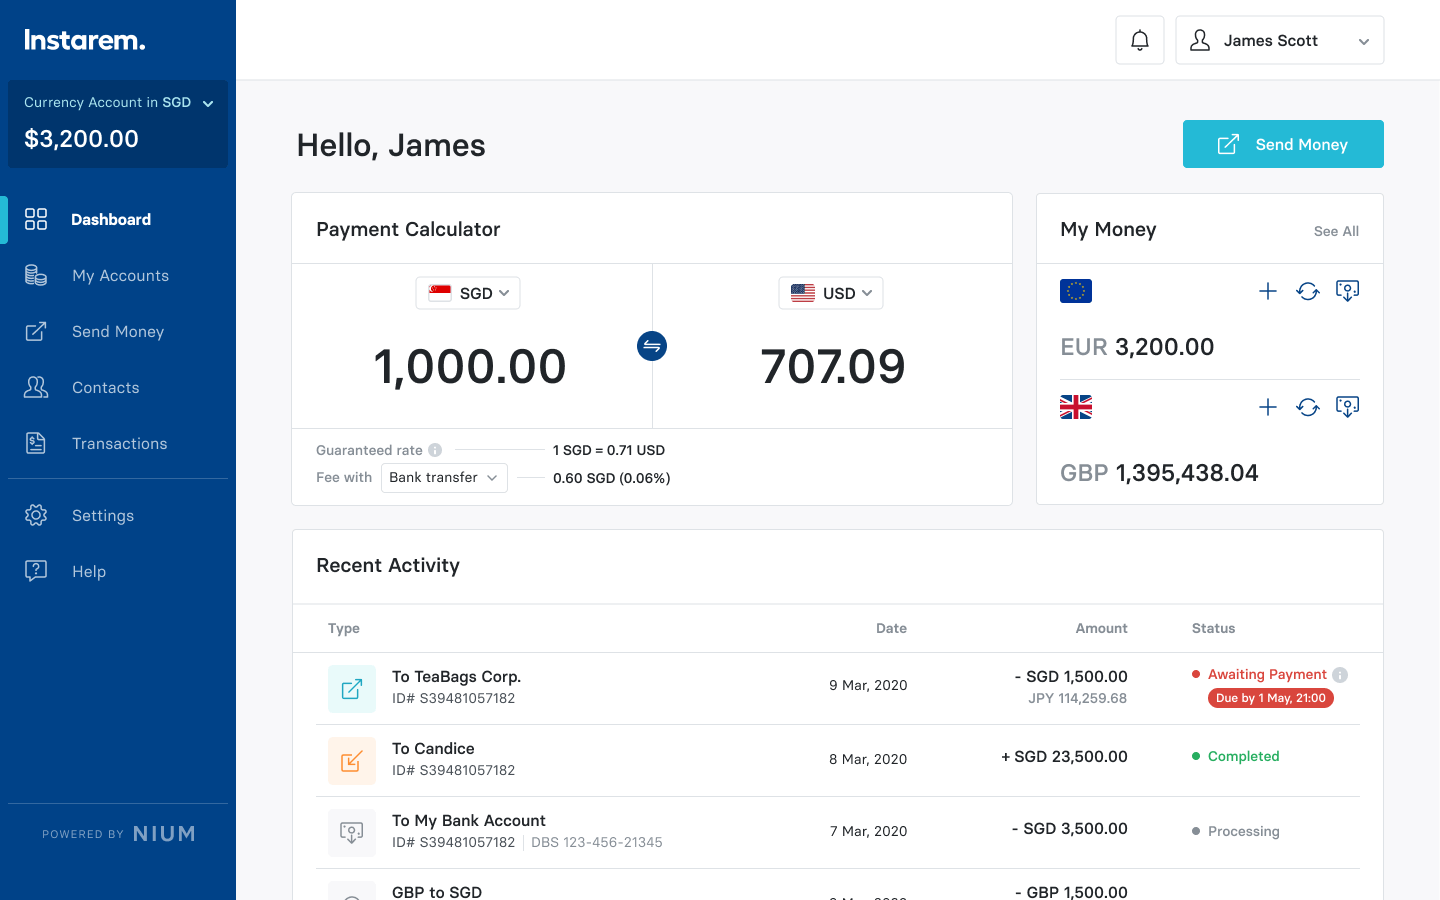 Instarem.
Currency Account in SGD
$3,200.00
Dashboard
My Accounts
Send Money
Contacts
Transactions
Settings
Help
POWERED BY NIUM
James Scott
Hello, James
Send Money
Payment Calculator
SGD
USD
1,000.00
707.09
Guaranteed rate
1 SGD = 0.71 USD
Fee with Bank transfer
0.60 SGD (0.06%)
My Money
See All
EUR 3,200.00
GBP 1,395,438.04
Recent Activity
Type Date Amount Status
To TeaBags Corp.
ID# S39481057182
9 Mar, 2020
- SGD 1,500.00
JPY 114,259.68
Awaiting Payment
Due by 1 May, 21:00
To Candice
ID# S39481057182
8 Mar, 2020
+ SGD 23,500.00
Completed
To My Bank Account
ID# S39481057182 DBS 123-456-21345
7 Mar, 2020
- SGD 3,500.00
Processing
GBP to SGD
- GBP 1,500.00